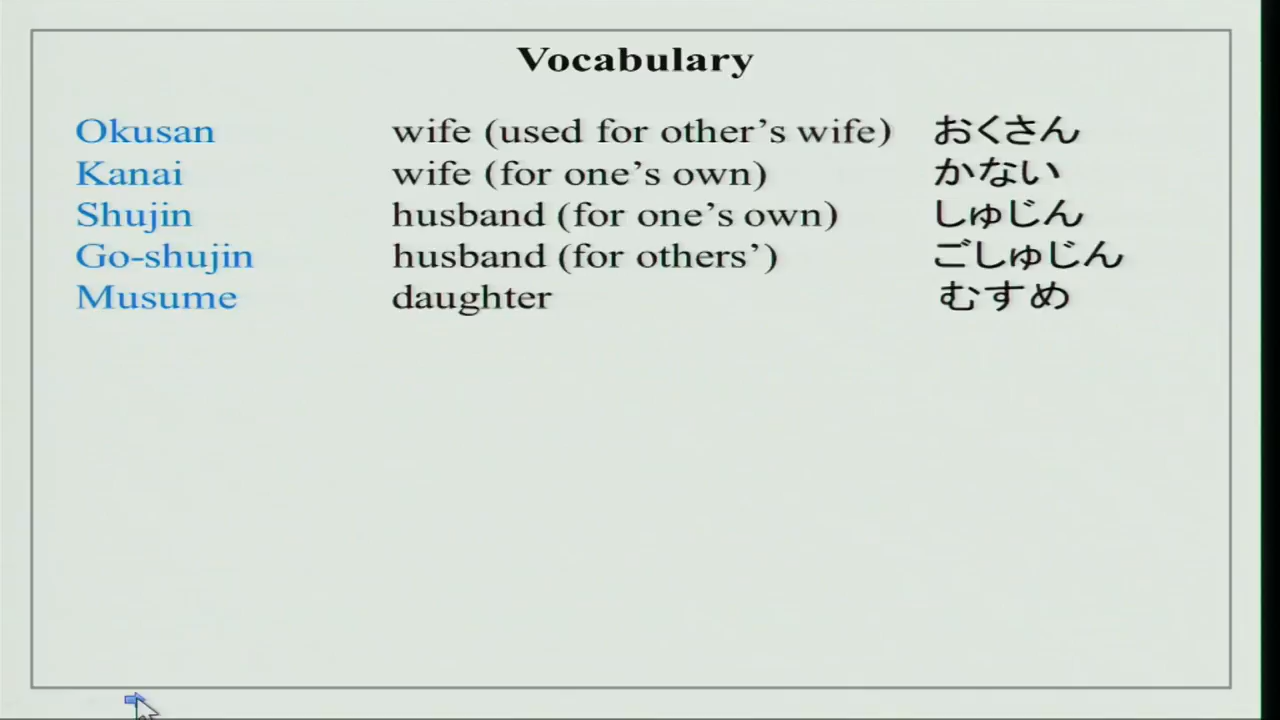 Vocabulary
Okusan wife (used for other's wife) おくさん
Kanai wife (for one's own) かない
Shujin husband (for one's own) しゅじん
Go-shujin husband (for others') ごしゅじん
Musume daughter むすめ